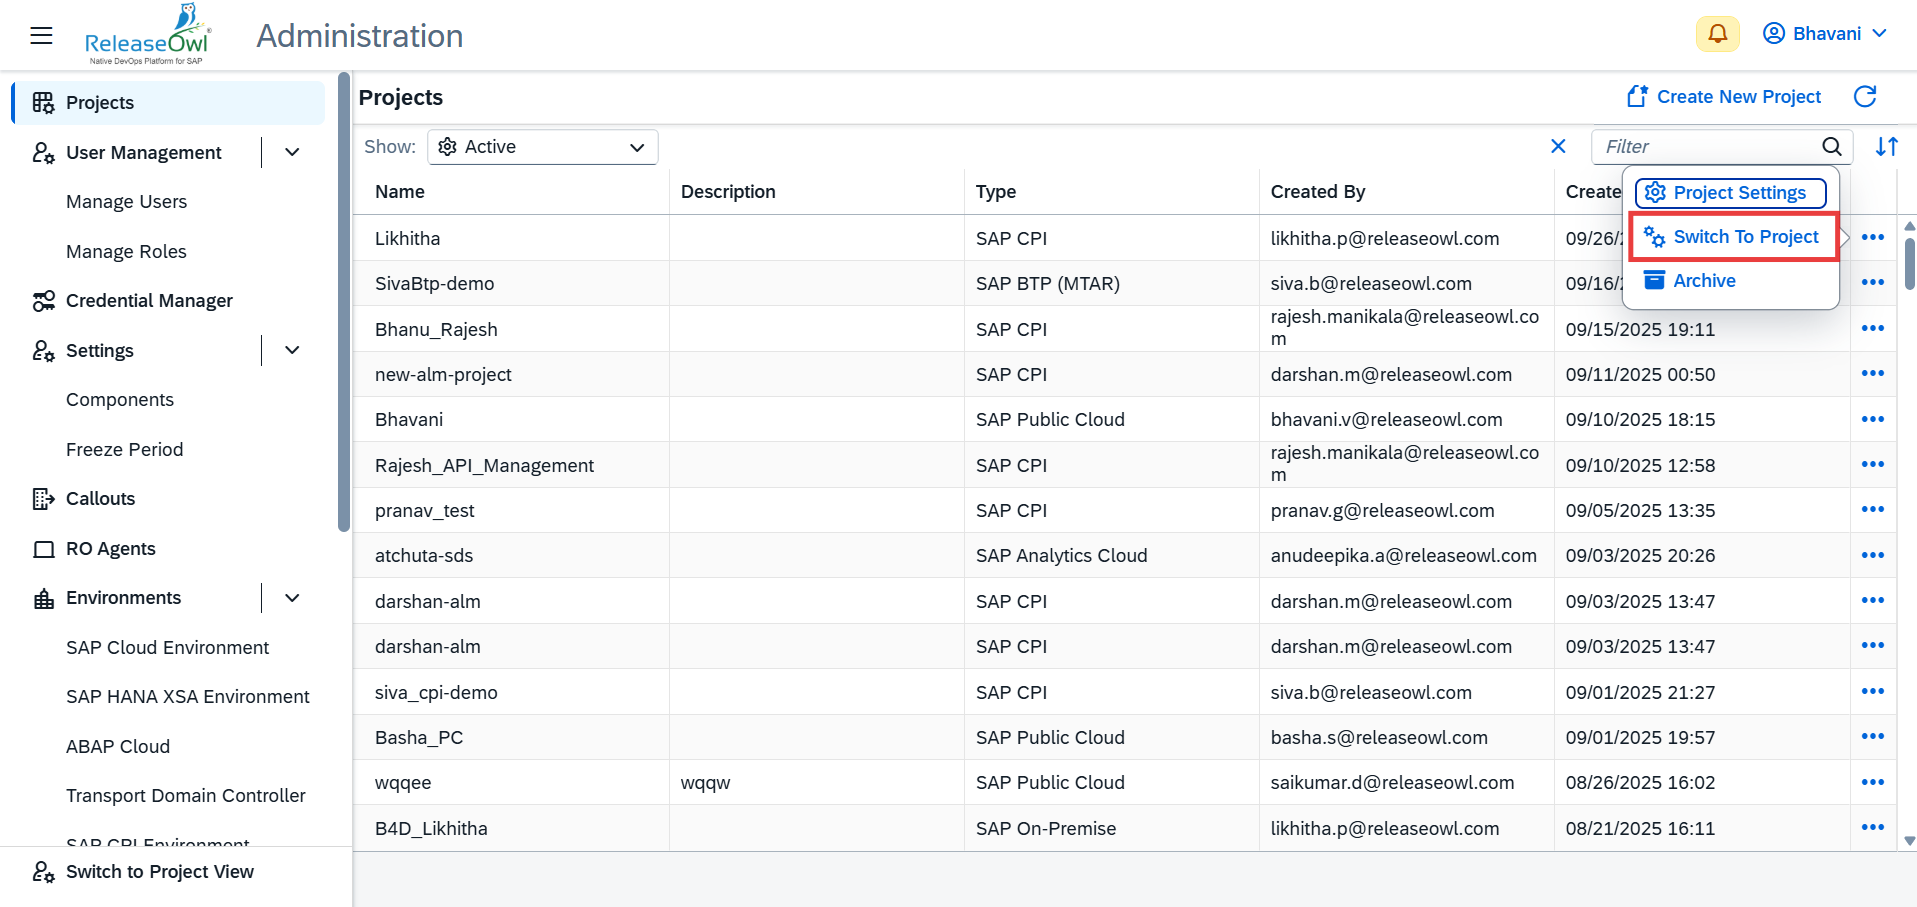 ReleaseOwl®
Native DevOps Platform for SAP
Administration
Bhavani
Projects
User Management
Manage Users
Manage Roles
Credential Manager
Settings
Components
Freeze Period
Callouts
RO Agents
Environments
SAP Cloud Environment
SAP HANA XSA Environment
ABAP Cloud
Transport Domain Controller
SAP CPI Environment
Switch to Project View
Projects
Create New Project
Show:
Active
Filter
Name Description Type Created By Create
Project Settings
Switch To Project
Archive
Likhitha SAP CPI likhitha.p@releaseowl.com 09/26/
SivaBtp-demo SAP BTP (MTAR) siva.b@releaseowl.com 09/16/
Bhanu_Rajesh SAP CPI rajesh.manikala@releaseowl.co
m 09/15/2025 19:11
new-alm-project SAP CPI darshan.m@releaseowl.com 09/11/2025 00:50
Bhavani SAP Public Cloud bhavani.v@releaseowl.com 09/10/2025 18:15
Rajesh_API_Management SAP CPI rajesh.manikala@releaseowl.co
m 09/10/2025 12:58
pranav_test SAP CPI pranav.g@releaseowl.com 09/05/2025 13:35
atchuta-sds SAP Analytics Cloud anudeepika.a@releaseowl.com 09/03/2025 20:26
darshan-alm SAP CPI darshan.m@releaseowl.com 09/03/2025 13:47
darshan-alm SAP CPI darshan.m@releaseowl.com 09/03/2025 13:47
siva_cpi-demo SAP CPI siva.b@releaseowl.com 09/01/2025 21:27
Basha_PC SAP Public Cloud basha.s@releaseowl.com 09/01/2025 19:57
wqqee wqqw SAP Public Cloud saikumar.d@releaseowl.com 08/26/2025 16:02
B4D_Likhitha SAP On-Premise likhitha.p@releaseowl.com 08/21/2025 16:11